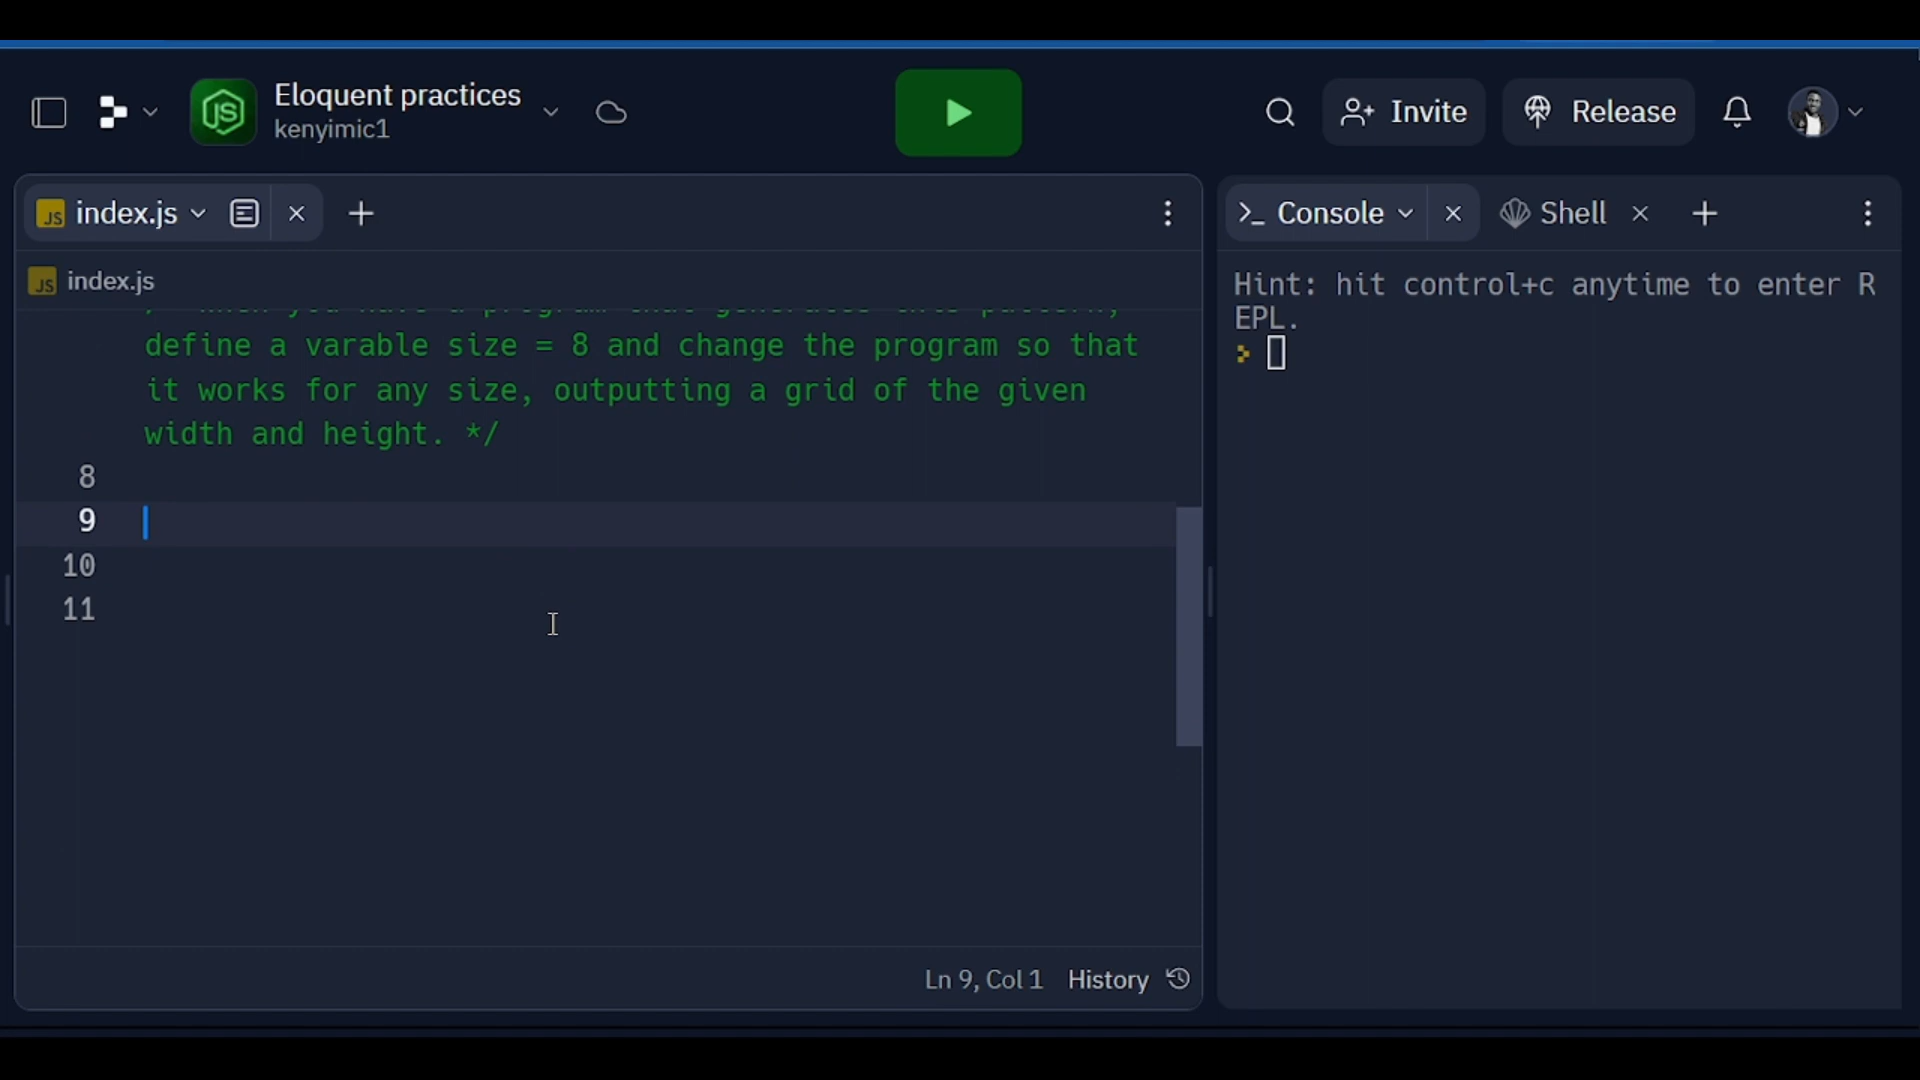 Eloquent practices
kenyimic1
Invite
Release
index.js
Console
Shell
index.js
define a varable size = 8 and change the program so that
it works for any size, outputting a grid of the given
width and height. */
8
9
10
11
Ln 9, Col 1 History
Hint: hit control+c anytime to enter R
EPL.